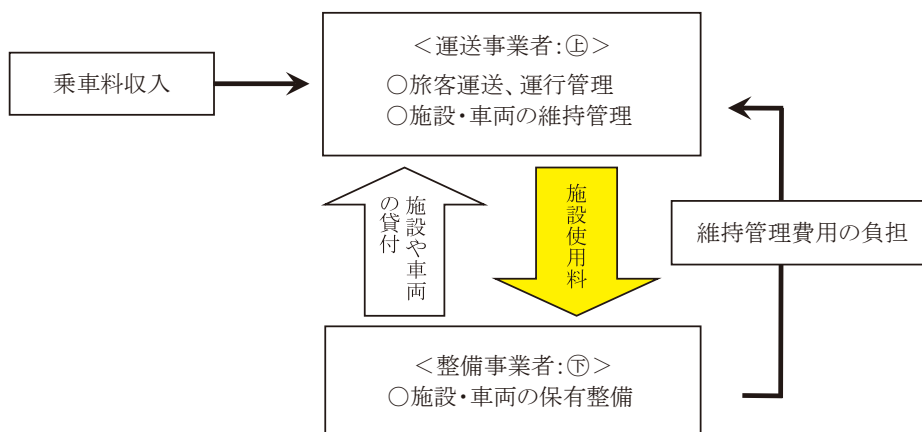 ＜運送事業者：㊤＞
○旅客運送、運行管理
○施設・車両の維持管理
乗車料収入
施設や車両
の貸付
施設使用料
維持管理費用の負担
＜整備事業者：㊦＞
○施設・車両の保有整備